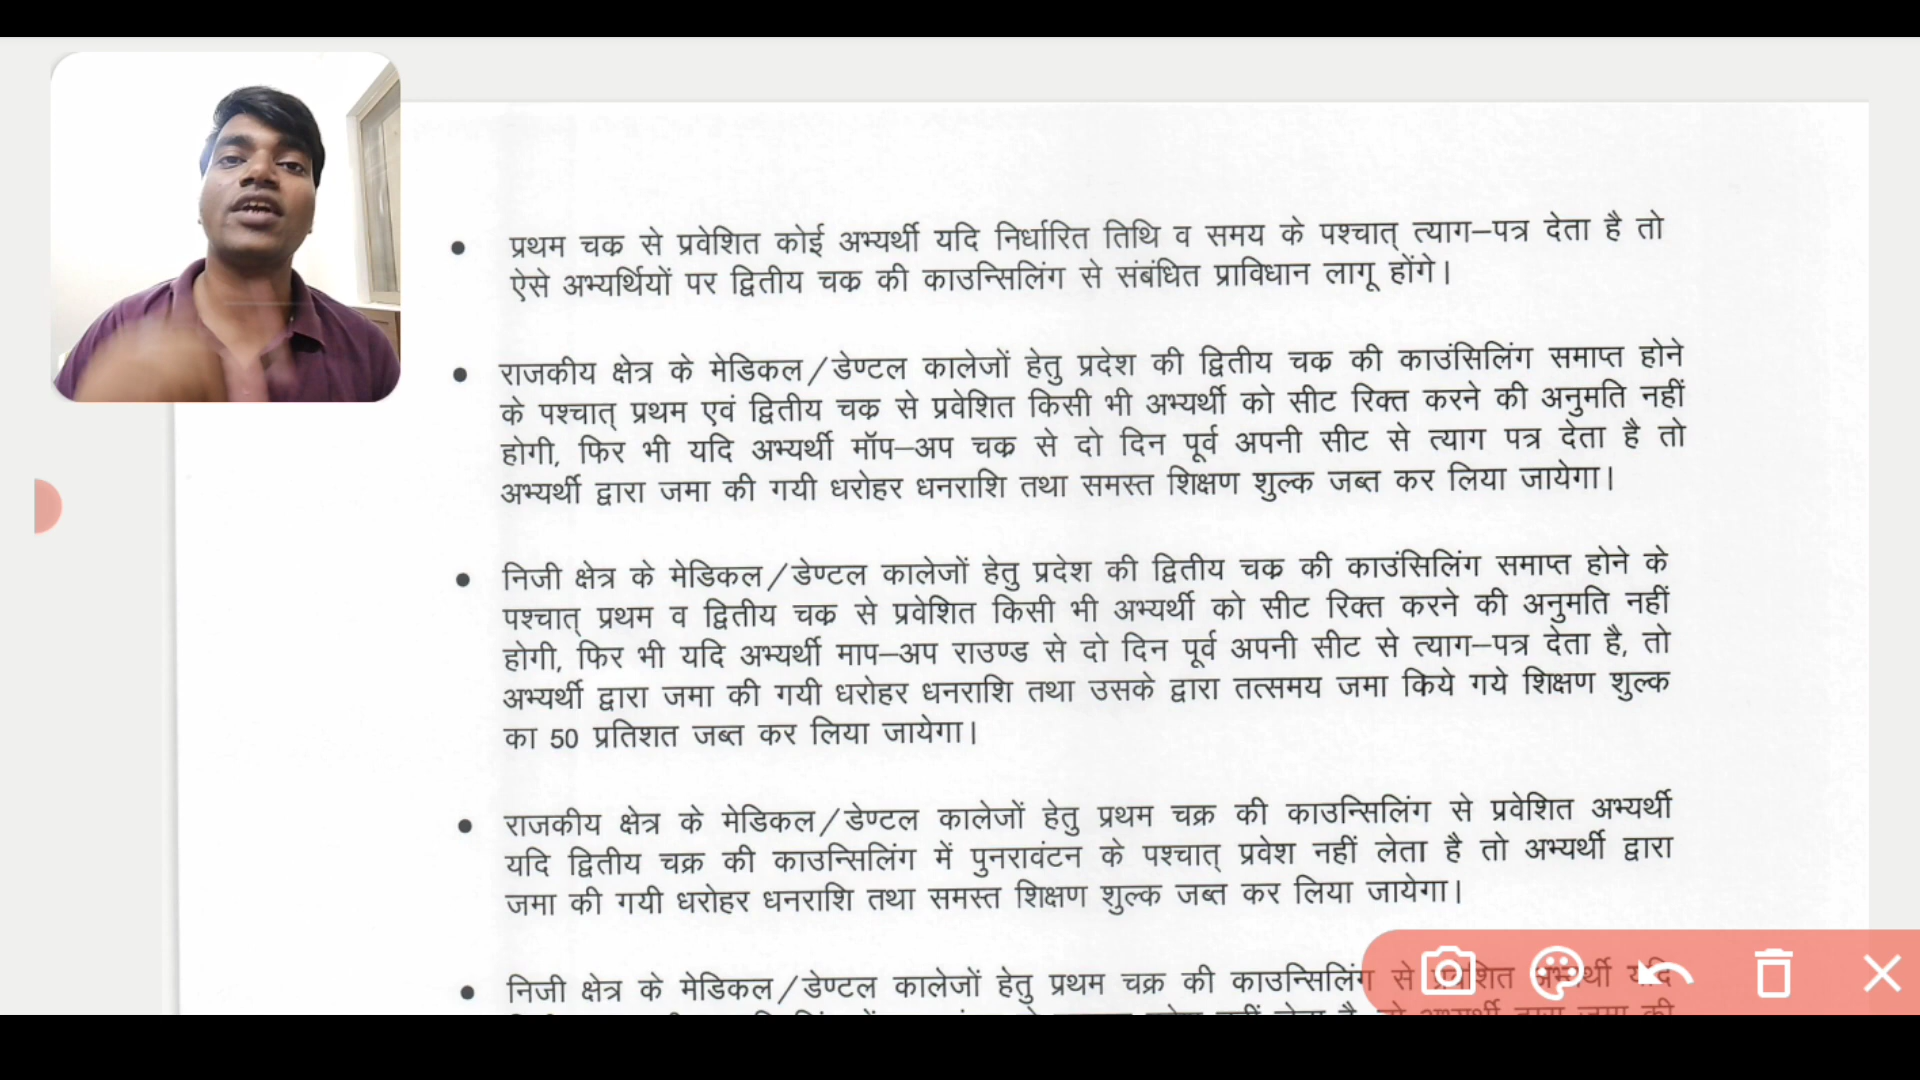 प्रथम चक्र से प्रवेशित कोई अभ्यर्थी यदि निर्धारित तिथि व समय के पश्चात् त्याग–पत्र देता है तो
ऐसे अभ्यर्थियों पर द्वितीय चक्र की काउन्सिलिंग से संबंधित प्राविधान लागू होंगे।
राजकीय क्षेत्र के मेडिकल/डेण्टल कालेजों हेतु प्रदेश की द्वितीय चक्र की काउंसिलिंग समाप्त होने
के पश्चात् प्रथम एवं द्वितीय चक्र से प्रवेशित किसी भी अभ्यर्थी को सीट रिक्त करने की अनुमति नहीं
होगी, फिर भी यदि अभ्यर्थी मॉप–अप चक्र से दो दिन पूर्व अपनी सीट से त्याग पत्र देता है तो
अभ्यर्थी द्वारा जमा की गयी धरोहर धनराशि तथा समस्त शिक्षण शुल्क जब्त कर लिया जायेगा।
निजी क्षेत्र के मेडिकल/डेण्टल कालेजों हेतु प्रदेश की द्वितीय चक्र की काउंसिलिंग समाप्त होने के
पश्चात् प्रथम व द्वितीय चक्र से प्रवेशित किसी भी अभ्यर्थी को सीट रिक्त करने की अनुमति नहीं
होगी, फिर भी यदि अभ्यर्थी माप–अप राउण्ड से दो दिन पूर्व अपनी सीट से त्याग–पत्र देता है, तो
अभ्यर्थी द्वारा जमा की गयी धरोहर धनराशि तथा उसके द्वारा तत्समय जमा किये गये शिक्षण शुल्क
का 50 प्रतिशत जब्त कर लिया जायेगा।
राजकीय क्षेत्र के मेडिकल/डेण्टल कालेजों हेतु प्रथम चक्र की काउन्सिलिंग से प्रवेशित अभ्यर्थी
यदि द्वितीय चक्र की काउन्सिलिंग में पुनरावंटन के पश्चात् प्रवेश नहीं लेता है तो अभ्यर्थी द्वारा
जमा की गयी धरोहर धनराशि तथा समस्त शिक्षण शुल्क जब्त कर लिया जायेगा।
निजी क्षेत्र के मेडिकल/डेण्टल कालेजों हेतु प्रथम चक्र की काउन्सिलिंग से प्रवेशित अभ्यर्थी यदि